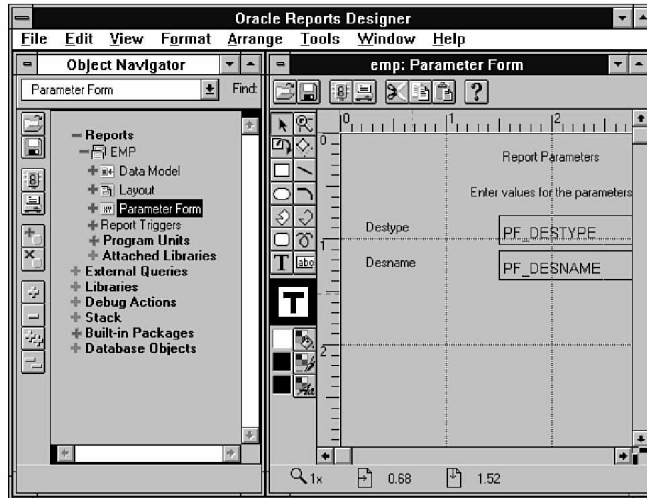 Oracle Reports Designer
File Edit View Format Arrange Tools Window Help
Object Navigator
Parameter Form
Find:
Reports
EMP
Data Model
Layout
Parameter Form
Report Triggers
Program Units
Attached Libraries
External Queries
Libraries
Debug Actions
Stack
Built-in Packages
Database Objects
emp: Parameter Form
0 1 2
0
1
2
Report Parameters
Enter values for the parameters
Destype PF_DESTYPE
Desname PF_DESNAME
T abc
T
1x 0.68 1.52